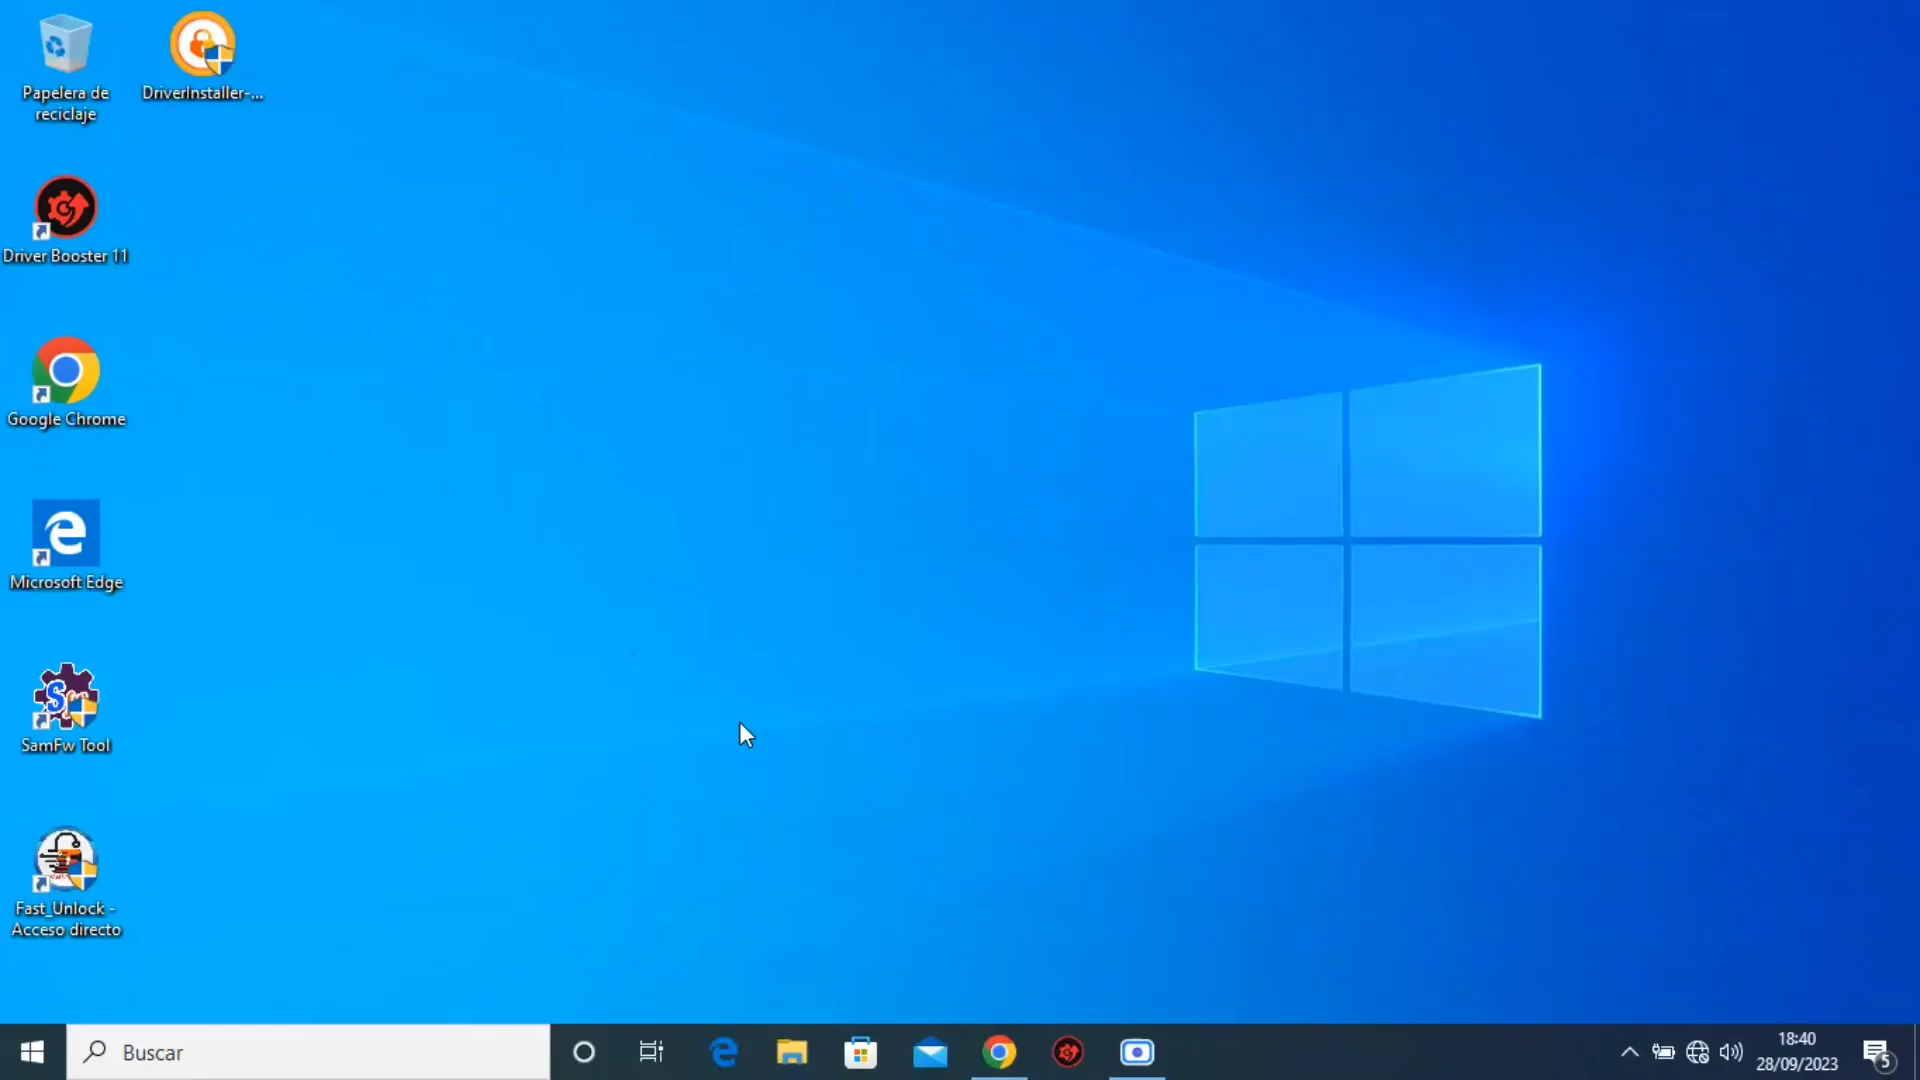 Papelera de
reciclaje
DriverInstaller-...
Driver Booster 11
Google Chrome
Microsoft Edge
SamFw Tool
Fast_Unlock -
Acceso directo
Buscar
18:40
28/09/2023
5